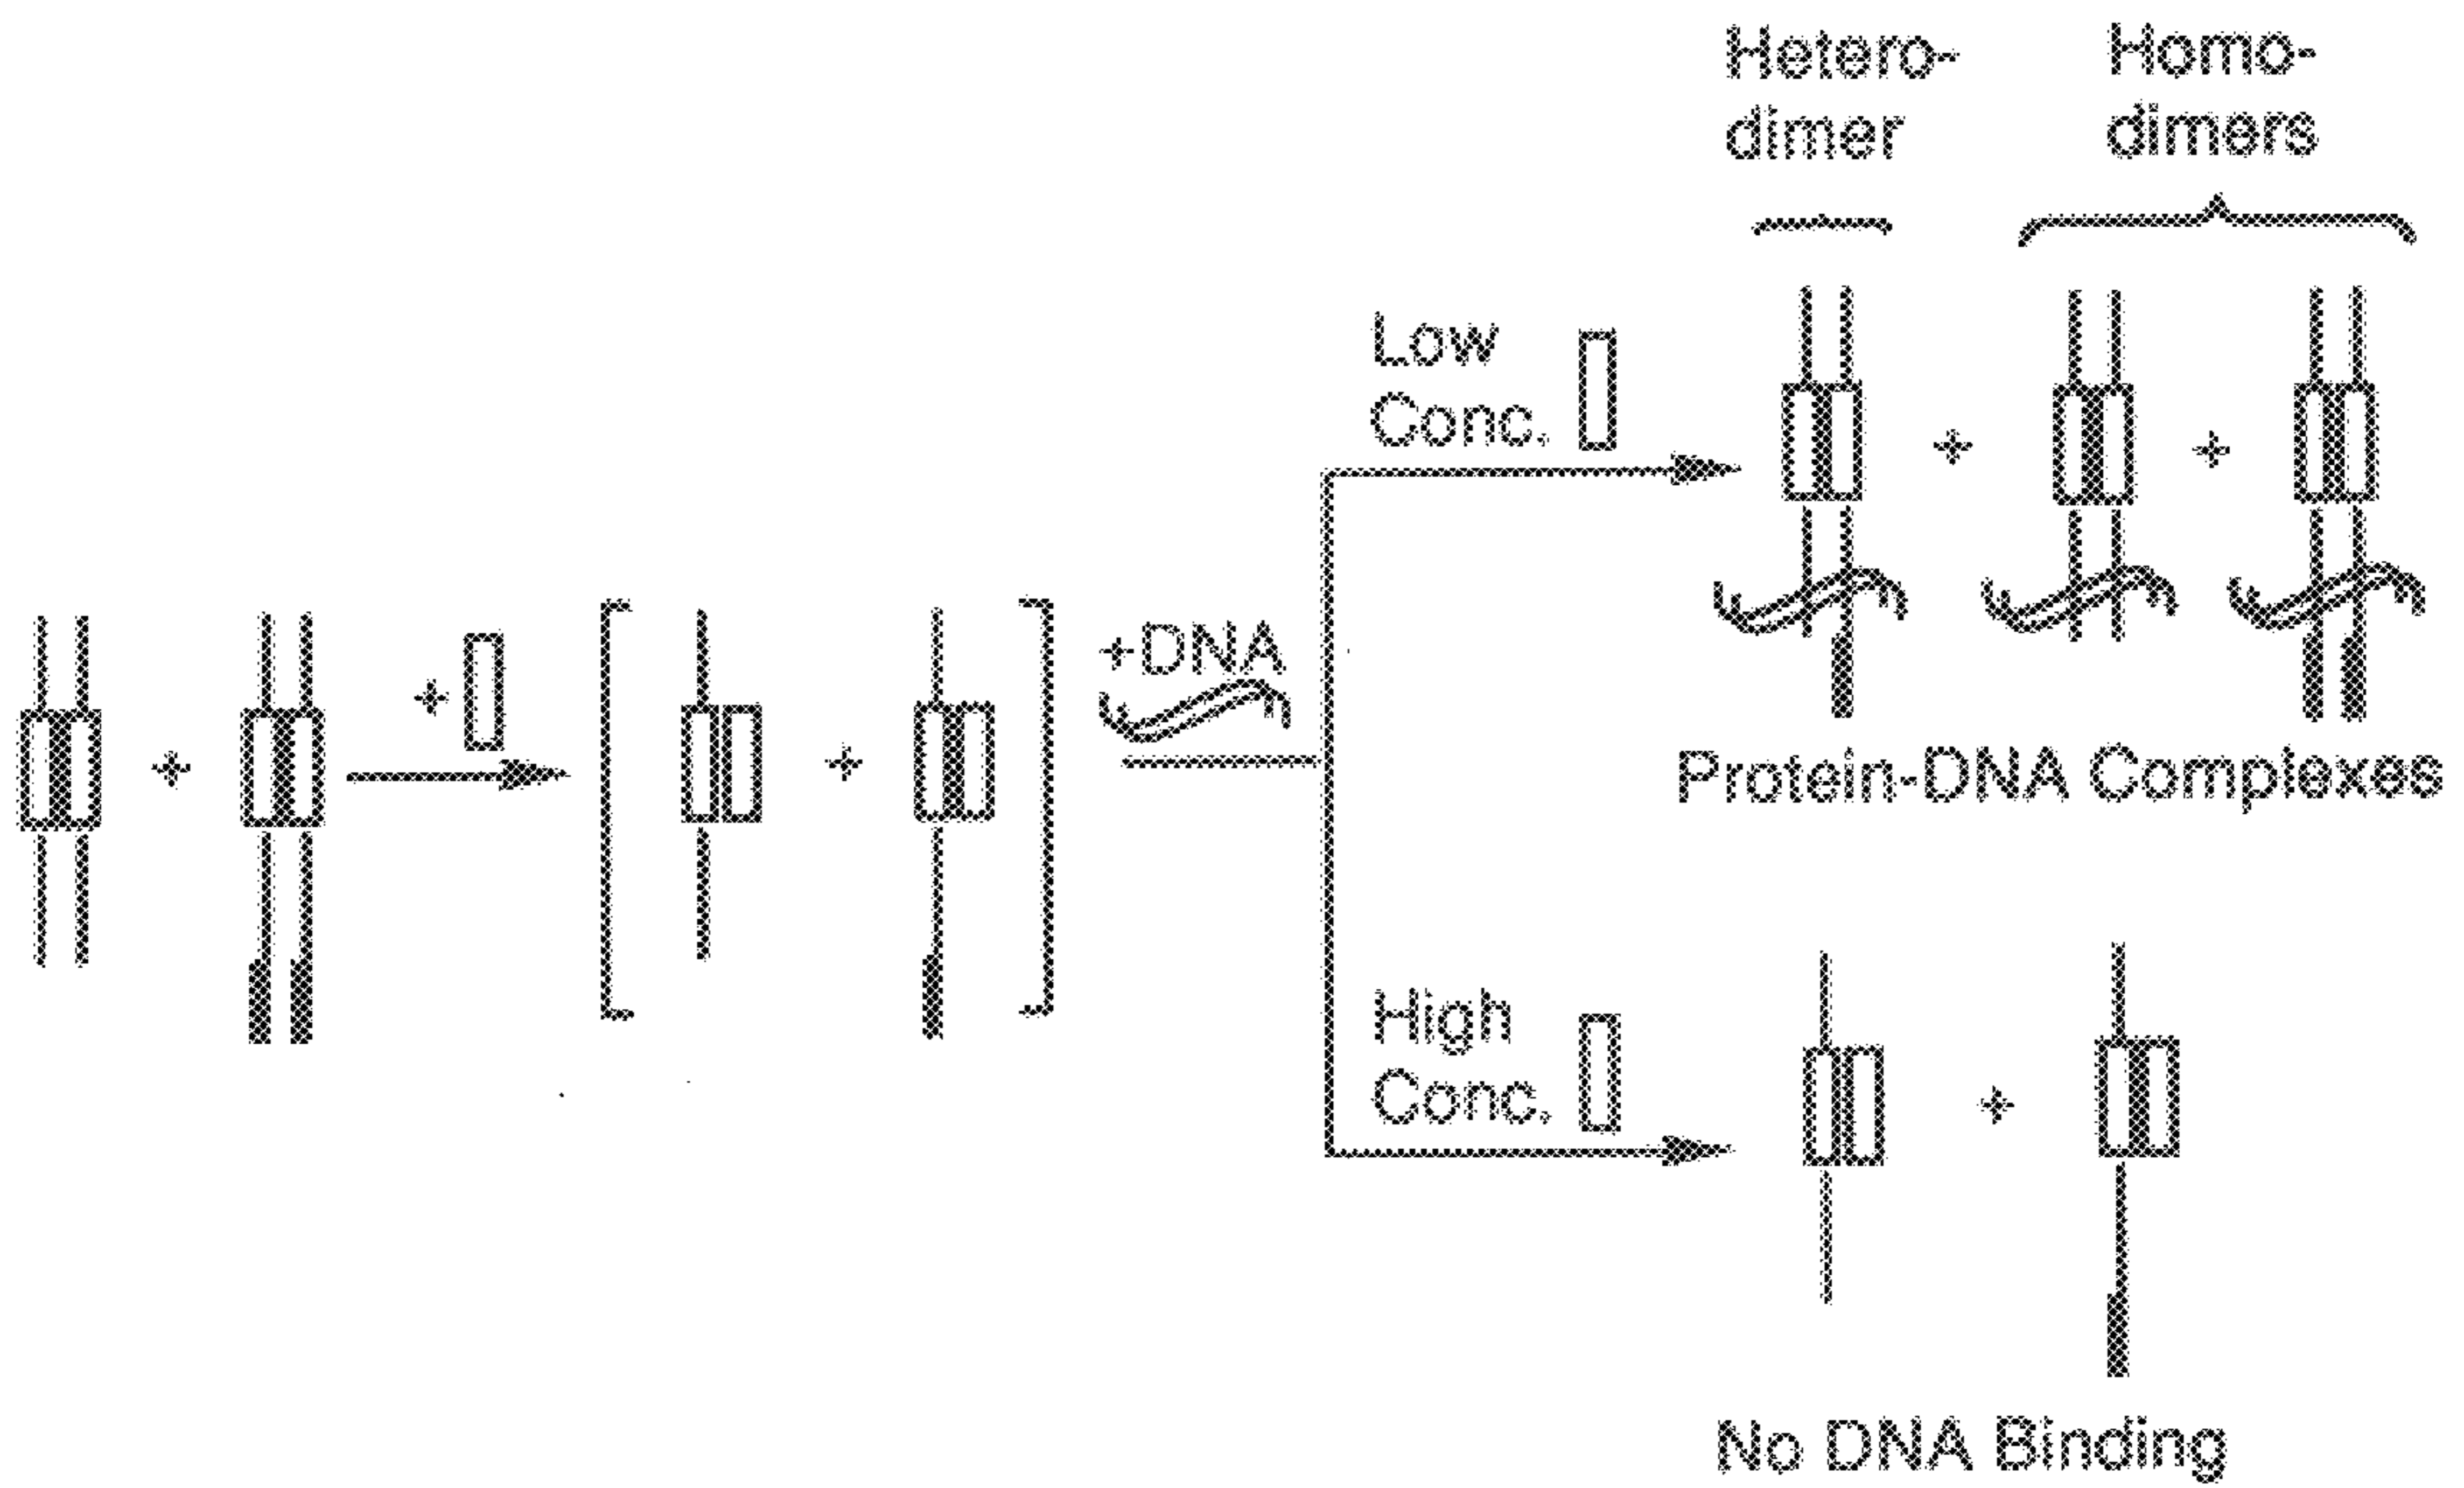 Hetero-
dimer
Homo-
dimers
Low
Conc.
+
+
+
+
+DNA
+
Protein-DNA Complexes
High
Conc.
+
No DNA Binding